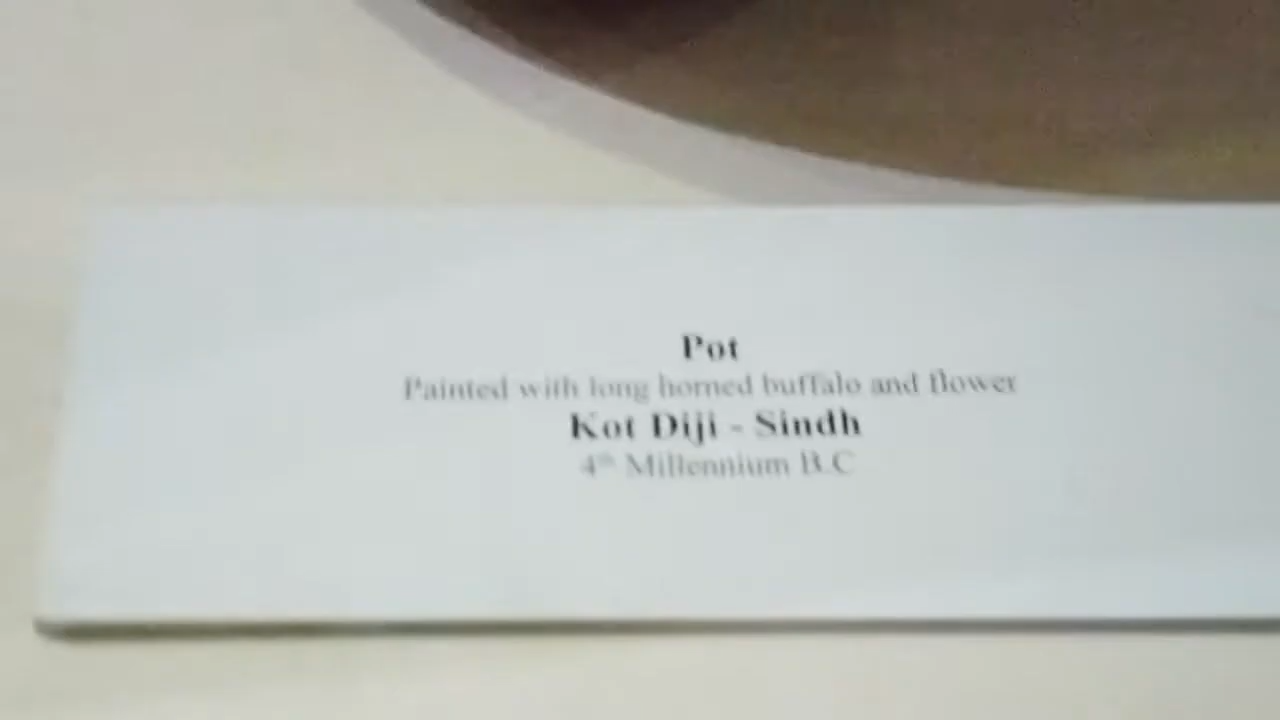 Pot
Painted with long horned buffalo and flower
Kot Diji - Sindh
4th Millennium B.C